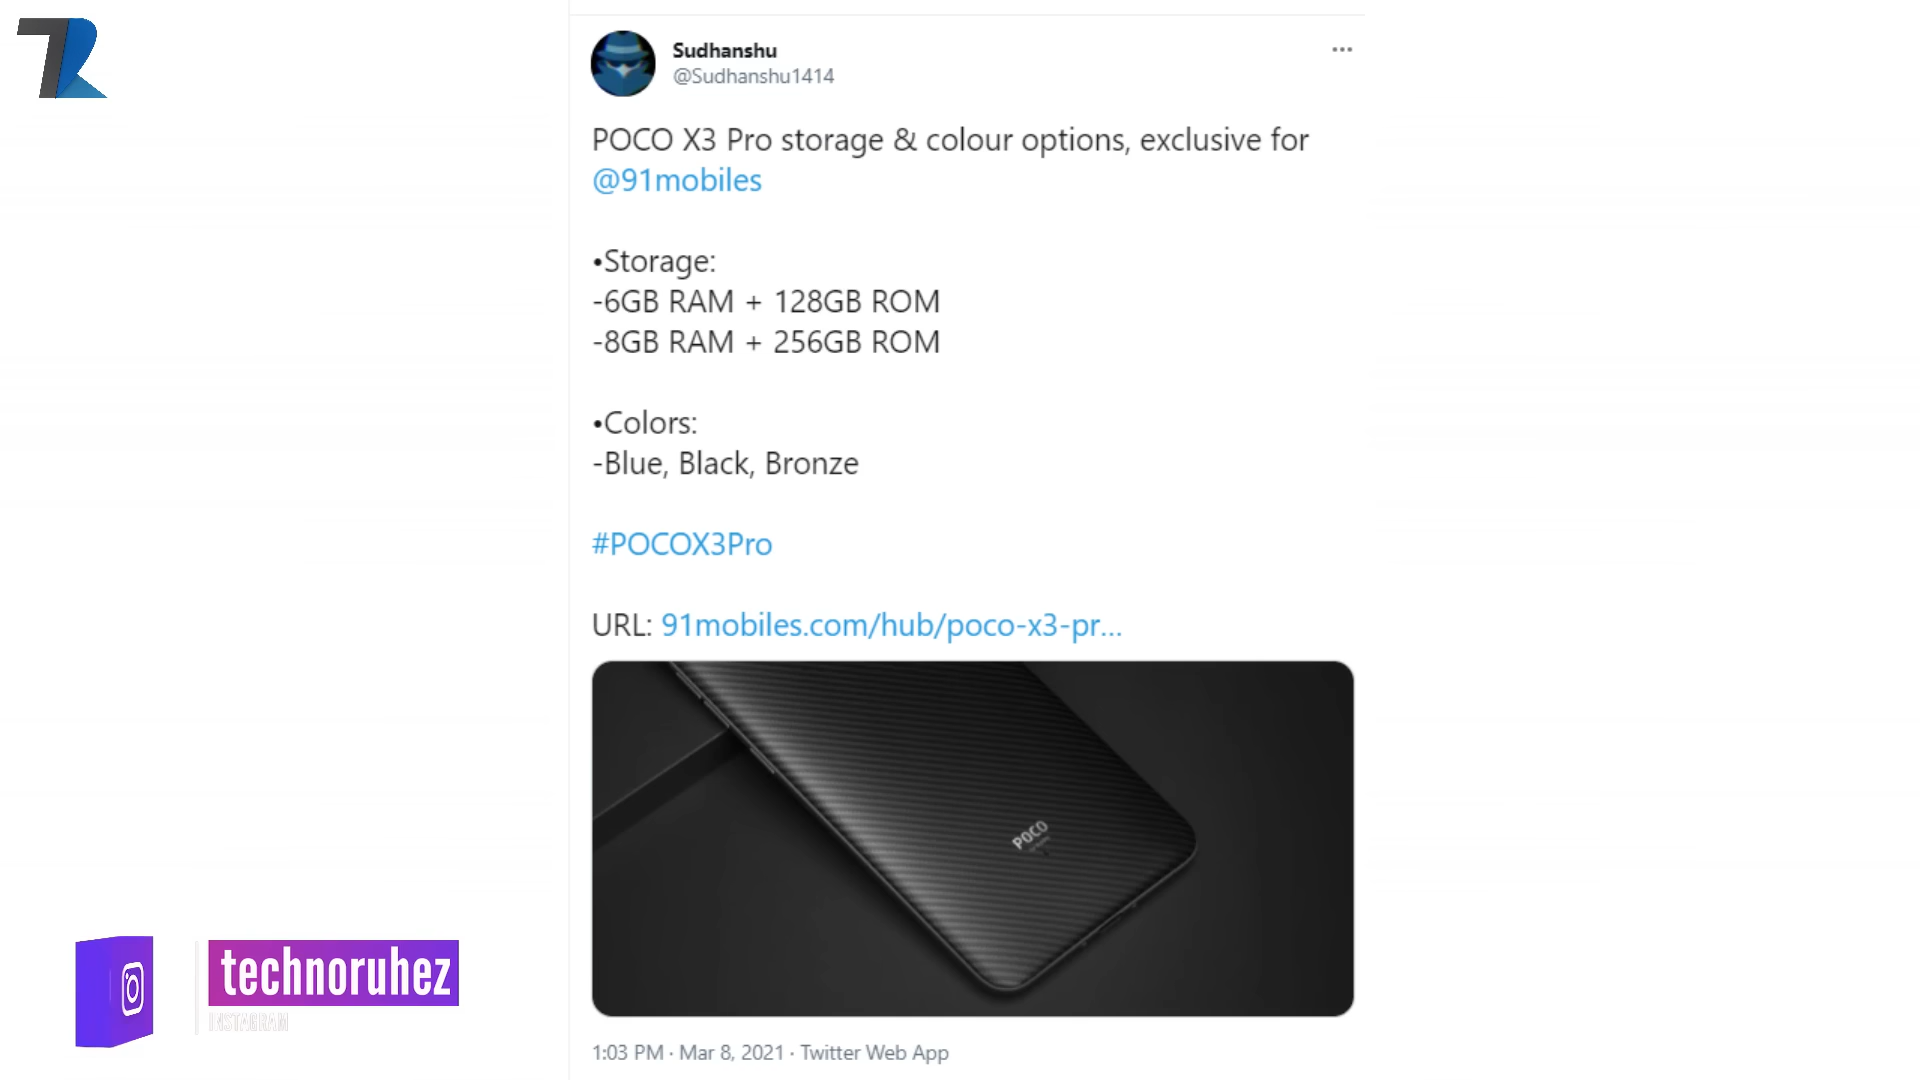 Sudhanshu
@Sudhanshu1414
POCO X3 Pro storage & colour options, exclusive for
@91mobiles
•Storage:
-6GB RAM + 128GB ROM
-8GB RAM + 256GB ROM
•Colors:
-Blue, Black, Bronze
#POCOX3Pro
URL: 91mobiles.com/hub/poco-x3-pr...
POCO
1:03 PM · Mar 8, 2021 · Twitter Web App
technoruhez
INSTAGRAM